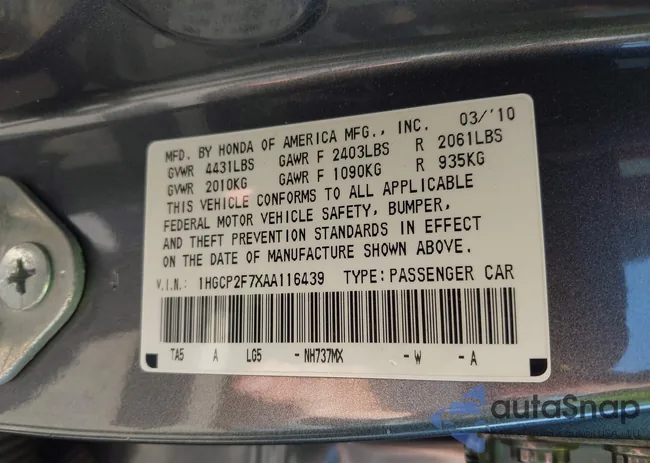 MFD. BY HONDA OF AMERICA MFG., INC. 03/'10
GVWR 4431LBS GAWR F 2403LBS R 2061LBS
GVWR 2010KG GAWR F 1090KG R 935KG
THIS VEHICLE CONFORMS TO ALL APPLICABLE
FEDERAL MOTOR VEHICLE SAFETY, BUMPER,
AND THEFT PREVENTION STANDARDS IN EFFECT
ON THE DATE OF MANUFACTURE SHOWN ABOVE.
V.I.N.: 1HGCP2F7XAA116439 TYPE: PASSENGER CAR
TA5 A LG5 -NH737MX -W -A
autoSnap